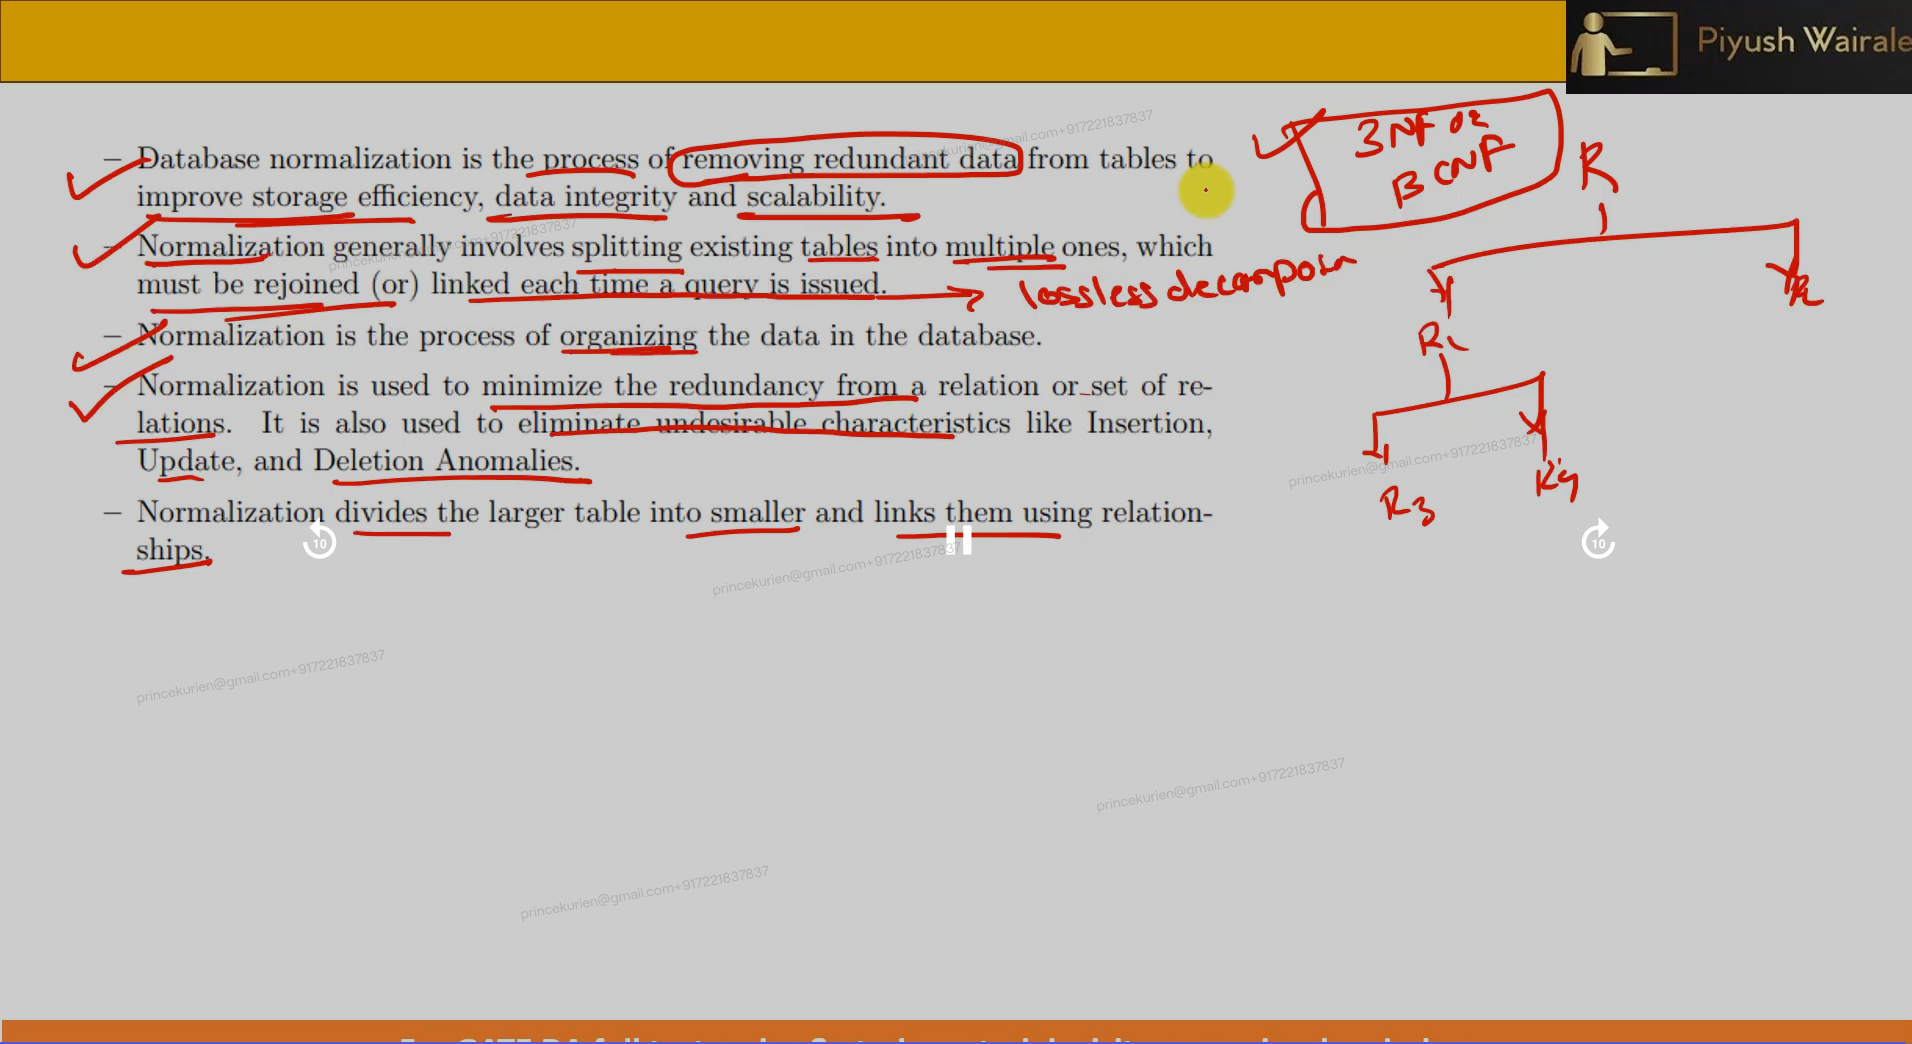 Piyush Wairale
– Database normalization is the process of removing redundant data from tables to
improve storage efficiency, data integrity and scalability.
– Normalization generally involves splitting existing tables into multiple ones, which
must be rejoined (or) linked each time a query is issued.
lossless decomposi
– Normalization is the process of organizing the data in the database.
– Normalization is used to minimize the redundancy from a relation or set of re-
lations. It is also used to eliminate undesirable characteristics like Insertion,
Update, and Deletion Anomalies.
– Normalization divides the larger table into smaller and links them using relation-
ships.
3NF or
BCNF
R
R1
R2
R3
R4
10
10
princekurien@gmail.com+917221837837
princekurien@gmail.com+917221837837
princekurien@gmail.com+917221837837
princekurien@gmail.com+917221837837
princekurien@gmail.com+917221837837
princekurien@gmail.com+917221837837
princekurien@gmail.com+917221837837